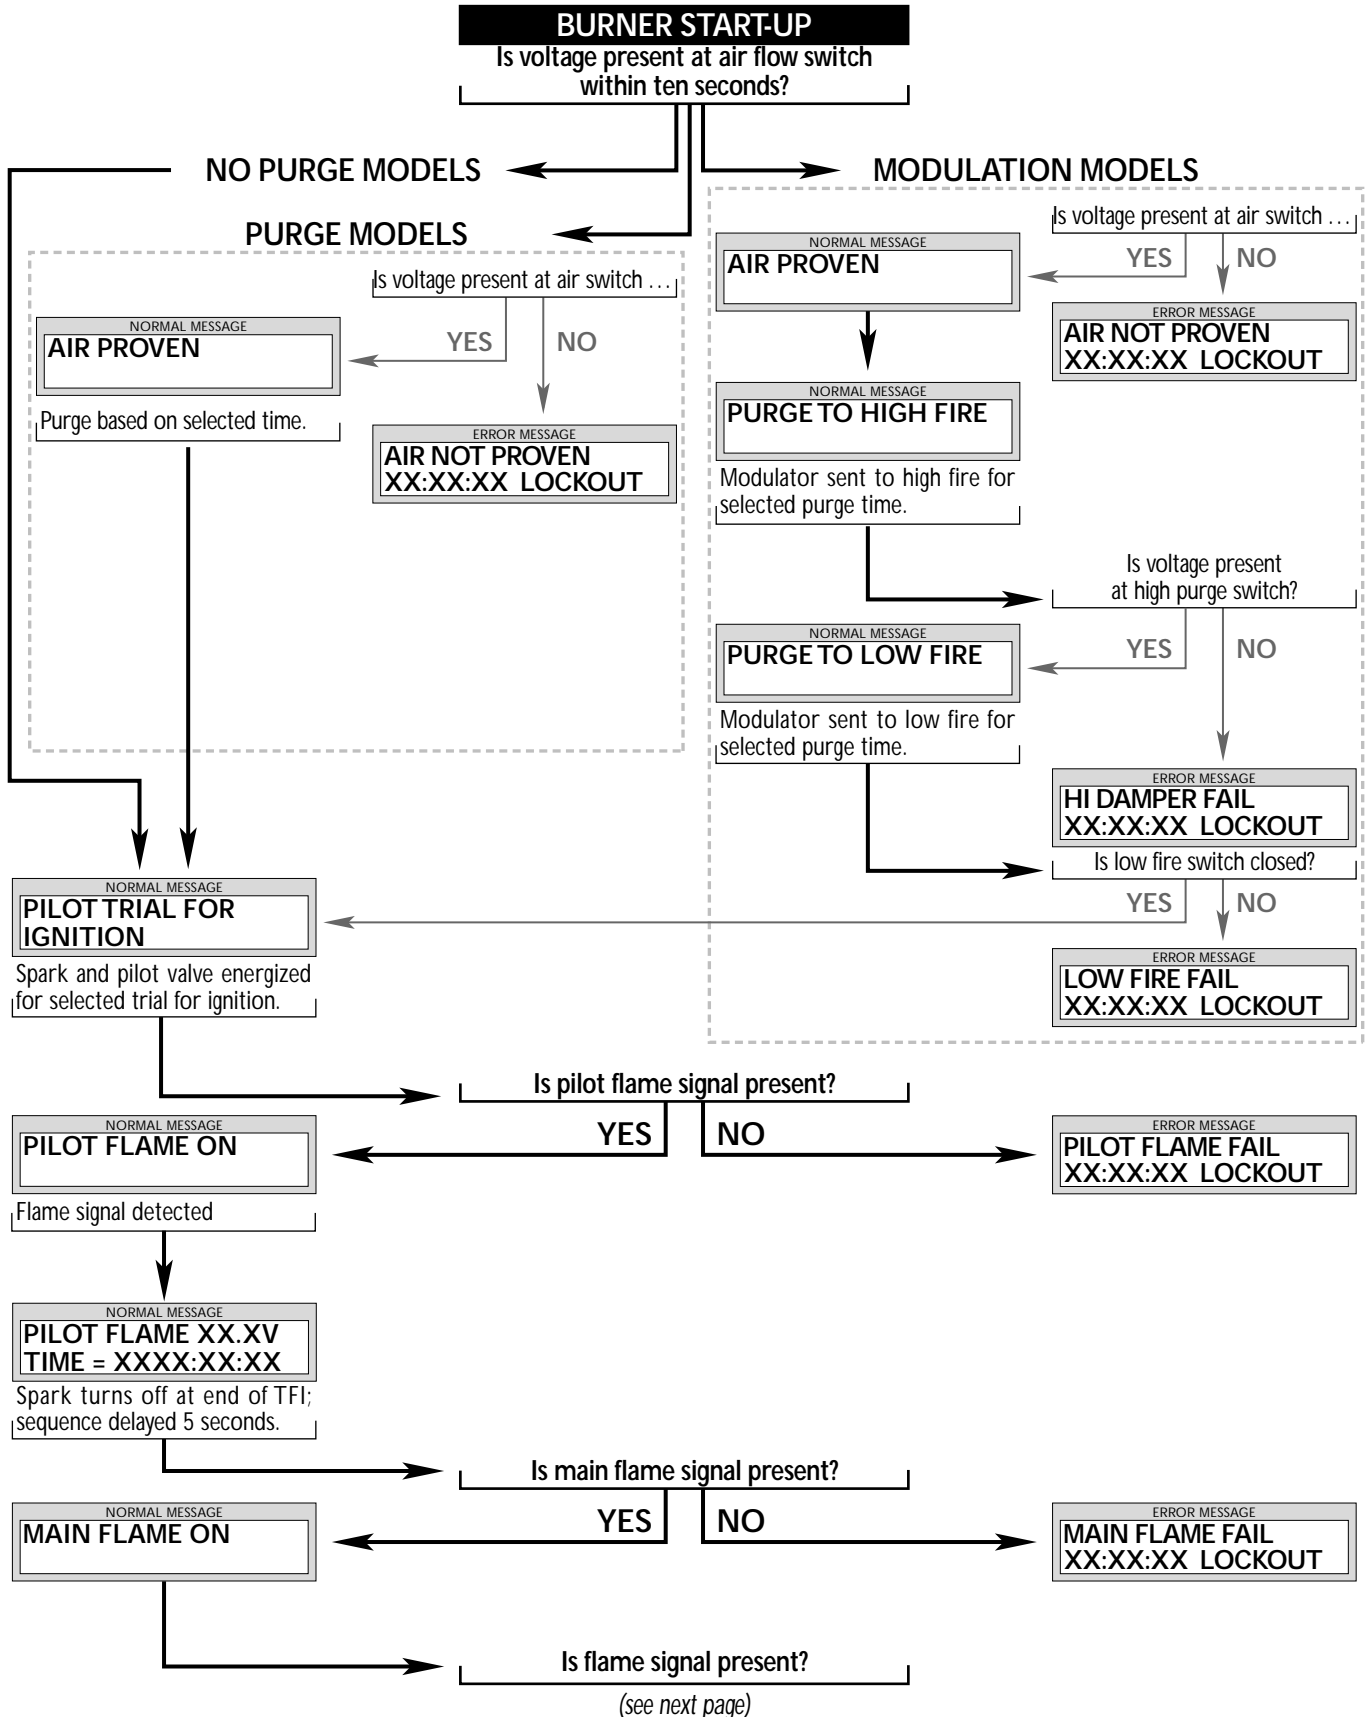 BURNER START-UP
Is voltage present at air flow switch
within ten seconds?
NO PURGE MODELS
MODULATION MODELS
PURGE MODELS
Is voltage present at air switch …
YES
NO
NORMAL MESSAGE
AIR PROVEN
Purge based on selected time.
ERROR MESSAGE
AIR NOT PROVEN
XX:XX:XX LOCKOUT
Is voltage present at air switch …
YES
NO
NORMAL MESSAGE
AIR PROVEN
ERROR MESSAGE
AIR NOT PROVEN
XX:XX:XX LOCKOUT
NORMAL MESSAGE
PURGE TO HIGH FIRE
Modulator sent to high fire for
selected purge time.
Is voltage present
at high purge switch?
YES
NO
NORMAL MESSAGE
PURGE TO LOW FIRE
Modulator sent to low fire for
selected purge time.
ERROR MESSAGE
HI DAMPER FAIL
XX:XX:XX LOCKOUT
Is low fire switch closed?
YES
NO
ERROR MESSAGE
LOW FIRE FAIL
XX:XX:XX LOCKOUT
NORMAL MESSAGE
PILOT TRIAL FOR
IGNITION
Spark and pilot valve energized
for selected trial for ignition.
Is pilot flame signal present?
YES
NO
NORMAL MESSAGE
PILOT FLAME ON
Flame signal detected
ERROR MESSAGE
PILOT FLAME FAIL
XX:XX:XX LOCKOUT
NORMAL MESSAGE
PILOT FLAME XX.XV
TIME = XXXX:XX:XX
Spark turns off at end of TFI;
sequence delayed 5 seconds.
Is main flame signal present?
YES
NO
NORMAL MESSAGE
MAIN FLAME ON
ERROR MESSAGE
MAIN FLAME FAIL
XX:XX:XX LOCKOUT
Is flame signal present?
(see next page)